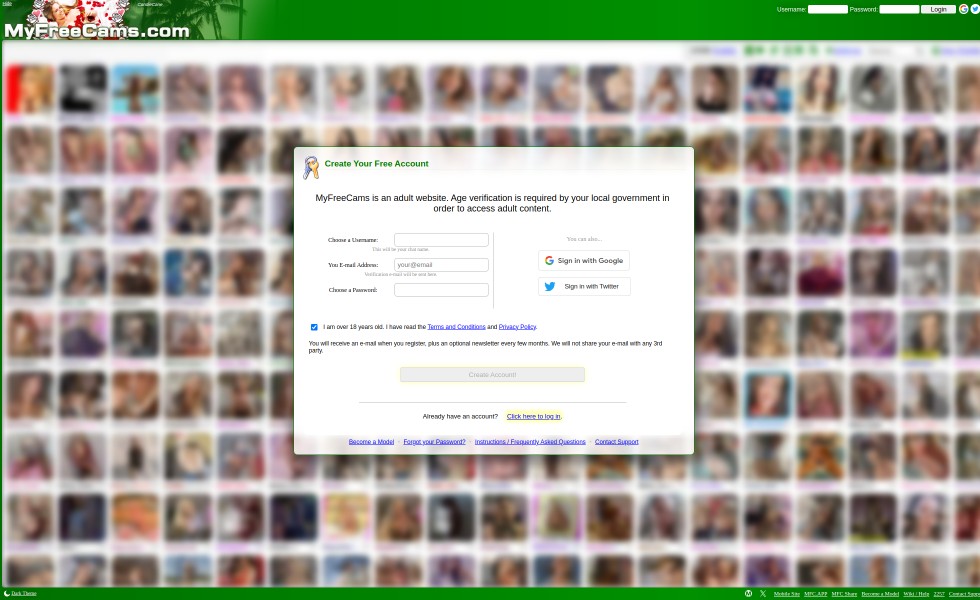 Username:
Password:
Login
MyFreeCams.com
Create Your Free Account
MyFreeCams is an adult website. Age verification is required by your local government in
order to access adult content.
Choose a Username:
This will be your chat name.
You E-mail Address:
your@email
Verification e-mail will be sent here.
Choose a Password:
You can also...
Sign in with Google
Sign in with Twitter
I am over 18 years old. I have read the Terms and Conditions and Privacy Policy.
You will receive an e-mail when you register, plus an optional newsletter every few months. We will not share your e-mail with any 3rd
party.
Create Account!
Already have an account? Click here to log in.
Become a Model - Forgot your Password? - Instructions / Frequently Asked Questions - Contact Support
Dark Theme
Mobile Site MFC.APP MFC Share Become a Model Wiki / Help 2257 Contact